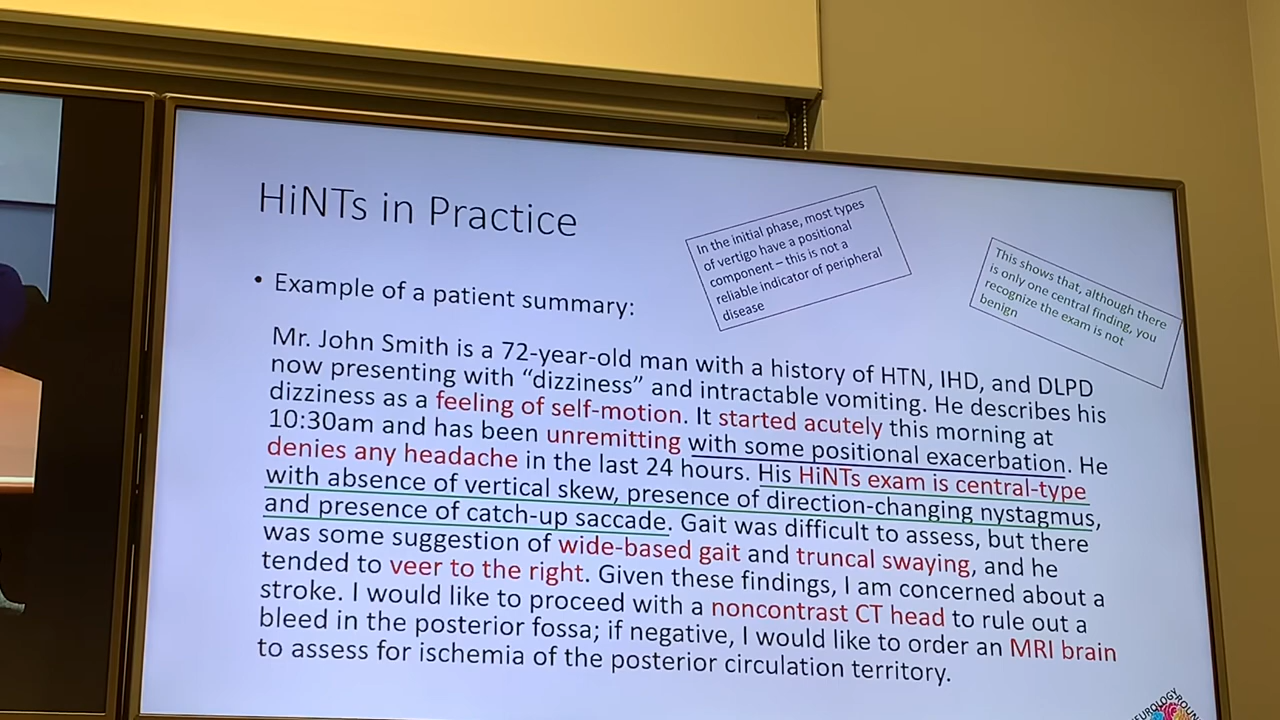 HiNTs in Practice
In the initial phase, most types
of vertigo have a positional
component – this is not a
reliable indicator of peripheral
disease
This shows that, although there
is only one central finding, you
recognize the exam is not
benign
• Example of a patient summary:
Mr. John Smith is a 72-year-old man with a history of HTN, IHD, and DLPD
now presenting with “dizziness” and intractable vomiting. He describes his
dizziness as a feeling of self-motion. It started acutely this morning at
10:30am and has been unremitting with some positional exacerbation. He
denies any headache in the last 24 hours. His HiNTs exam is central-type
with absence of vertical skew, presence of direction-changing nystagmus,
and presence of catch-up saccade. Gait was difficult to assess, but there
was some suggestion of wide-based gait and truncal swaying, and he
tended to veer to the right. Given these findings, I am concerned about a
stroke. I would like to proceed with a noncontrast CT head to rule out a
bleed in the posterior fossa; if negative, I would like to order an MRI brain
to assess for ischemia of the posterior circulation territory.